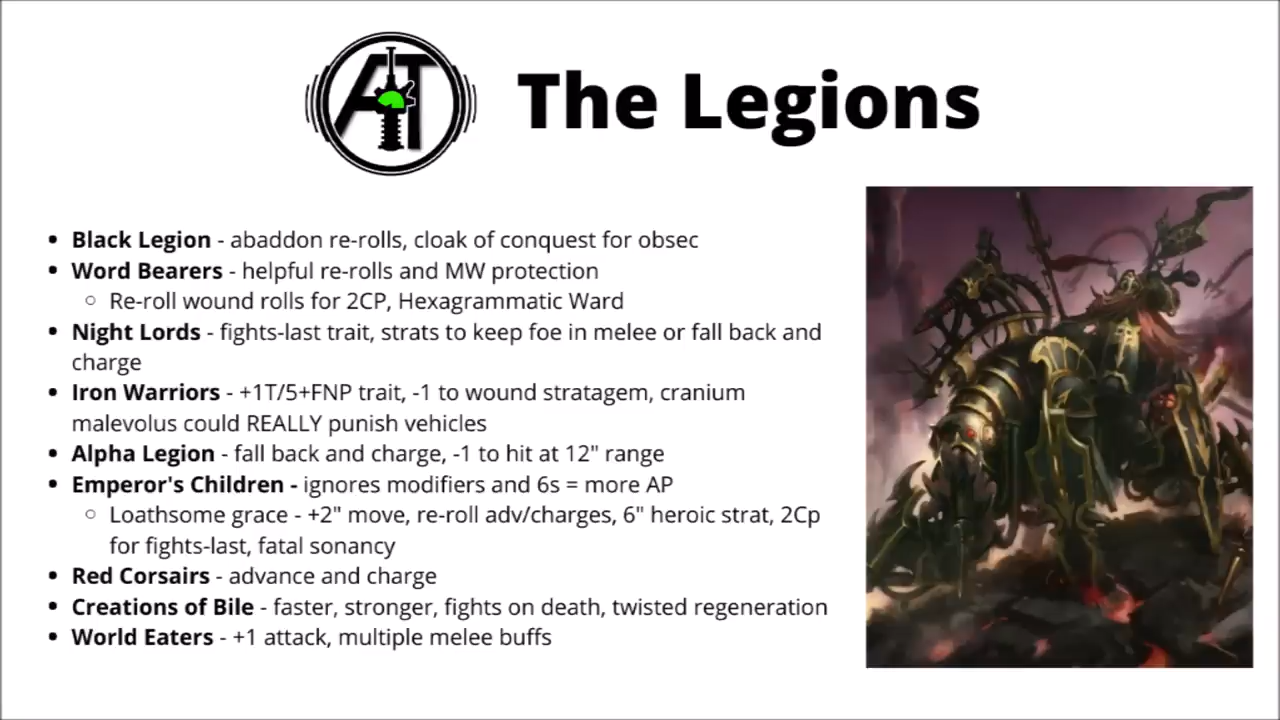 AT
The Legions
• Black Legion - abaddon re-rolls, cloak of conquest for obsec
• Word Bearers - helpful re-rolls and MW protection
○ Re-roll wound rolls for 2CP, Hexagrammatic Ward
• Night Lords - fights-last trait, strats to keep foe in melee or fall back and
charge
• Iron Warriors - +1T/5+FNP trait, -1 to wound stratagem, cranium
malevolus could REALLY punish vehicles
• Alpha Legion - fall back and charge, -1 to hit at 12" range
• Emperor's Children - ignores modifiers and 6s = more AP
○ Loathsome grace - +2" move, re-roll adv/charges, 6" heroic strat, 2Cp
for fights-last, fatal sonancy
• Red Corsairs - advance and charge
• Creations of Bile - faster, stronger, fights on death, twisted regeneration
• World Eaters - +1 attack, multiple melee buffs